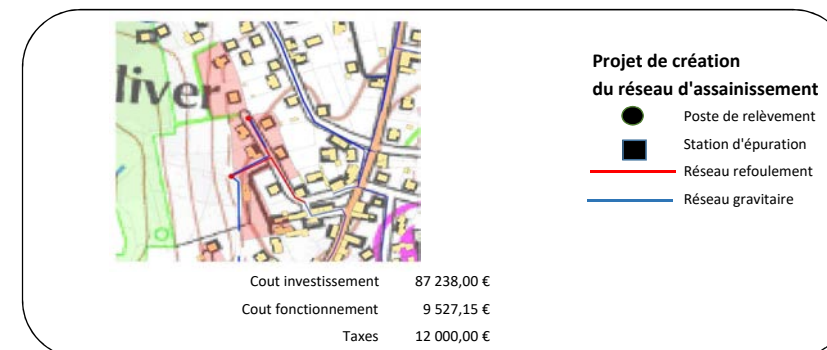 liver
Projet de création
du réseau d'assainissement
Poste de relèvement
Station d'épuration
Réseau refoulement
Réseau gravitaire
Cout investissement 87 238,00 €
Cout fonctionnement 9 527,15 €
Taxes 12 000,00 €